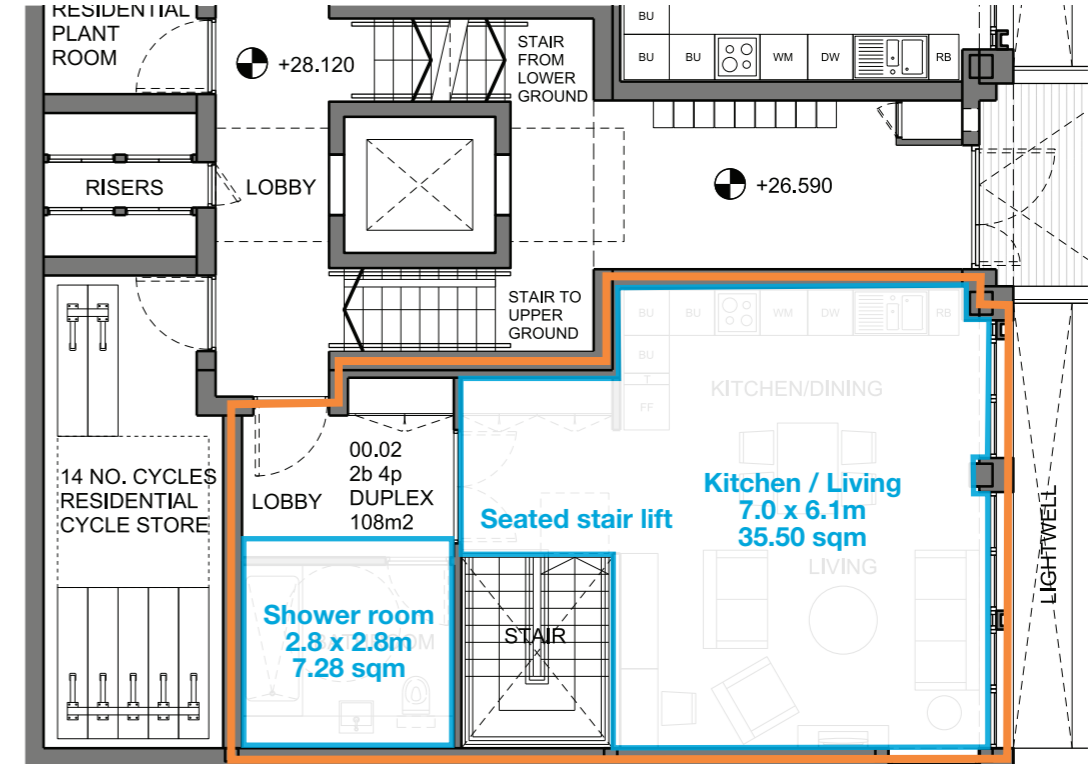 RESIDENTIAL
PLANT
ROOM
+28.120
STAIR
FROM
LOWER
GROUND
BU
BU
BU
WM
DW
RB
RISERS
LOBBY
+26.590
STAIR TO
UPPER
GROUND
BU
BU
WM
DW
RB
BU
T
FF
KITCHEN/DINING
14 NO. CYCLES
RESIDENTIAL
CYCLE STORE
LOBBY
00.02
2b 4p
DUPLEX
108m2
Seated stair lift
Kitchen / Living
7.0 x 6.1m
35.50 sqm
LIVING
LIGHTWELL
Shower room
2.8 x 2.8m
7.28 sqm
STAIR